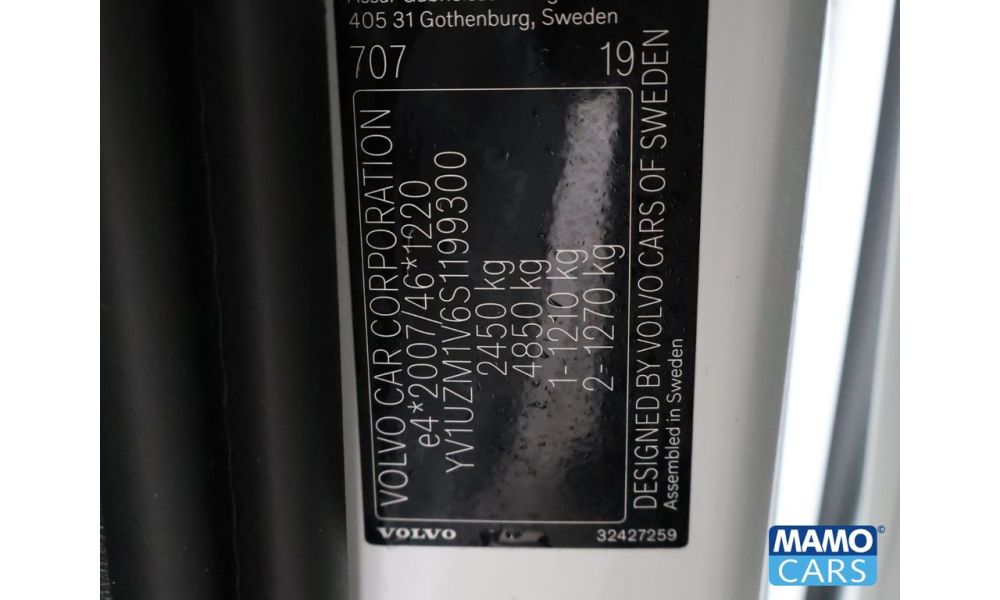 405 31 Gothenburg, Sweden
707 19
VOLVO CAR CORPORATION
e4*2007/46*1220
YV1UZM1V6S1199300
2450 kg
4850 kg
1- 1210 kg
2- 1270 kg
DESIGNED BY VOLVO CARS OF SWEDEN
Assembled in Sweden
VOLVO 32427259
MAMO ©
CARS